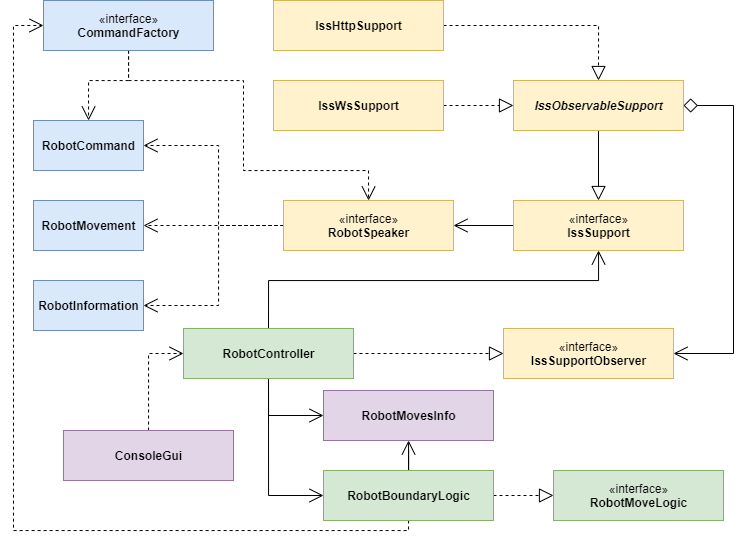 «interface»
CommandFactory
IssHttpSupport
IssWsSupport
IssObservableSupport
RobotCommand
RobotMovement
«interface»
RobotSpeaker
«interface»
IssSupport
RobotInformation
RobotController
«interface»
IssSupportObserver
RobotMovesInfo
ConsoleGui
RobotBoundaryLogic
«interface»
RobotMoveLogic